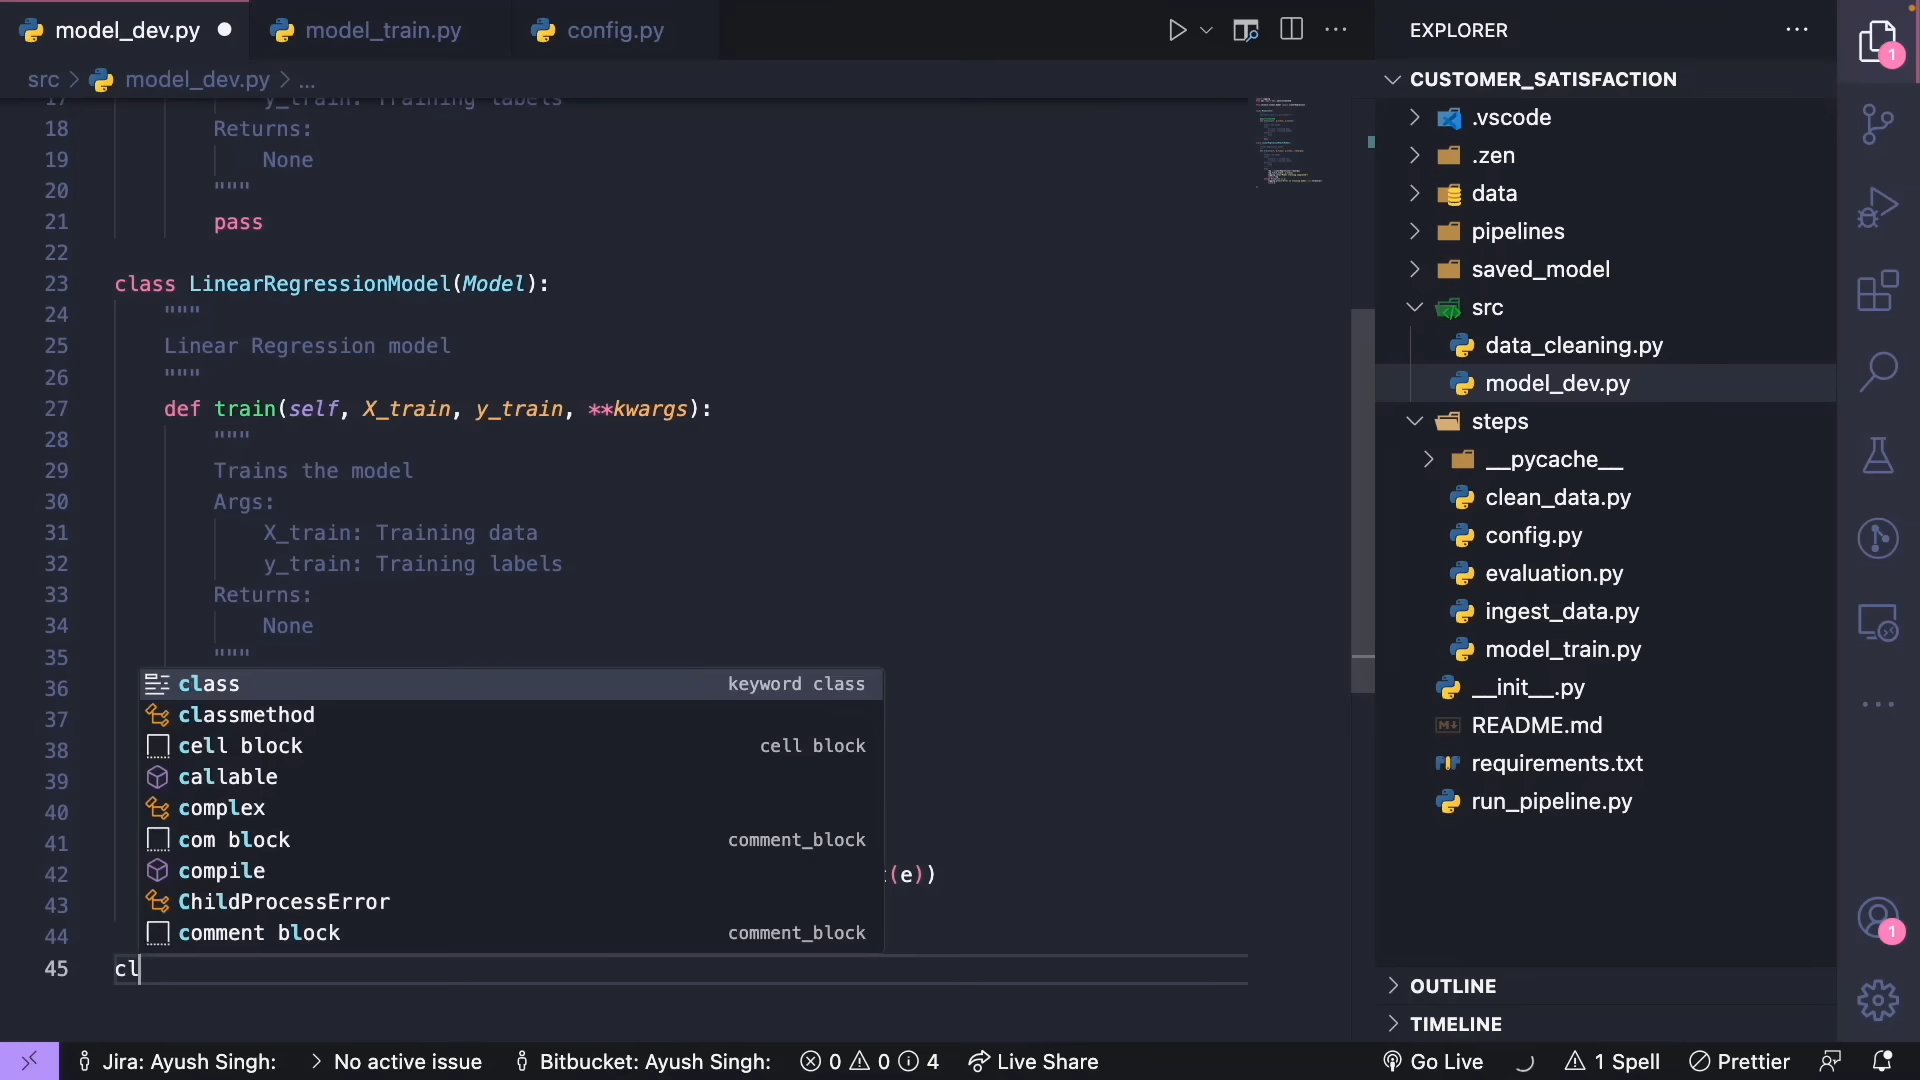 model_dev.py
model_train.py
config.py
src > model_dev.py > ...
17 y_train: Training labels
18 Returns:
19 None
20 """
21 pass
22
23 class LinearRegressionModel(Model):
24 """
25 Linear Regression model
26 """
27 def train(self, X_train, y_train, **kwargs):
28 """
29 Trains the model
30 Args:
31 X_train: Training data
32 y_train: Training labels
33 Returns:
34 None
35 """
36
37
38
39
40
41
42 (e))
43
44
45 cl
class keyword class
classmethod
cell block cell block
callable
complex
com block comment_block
compile
ChildProcessError
comment block comment_block
EXPLORER
CUSTOMER_SATISFACTION
.vscode
.zen
data
pipelines
saved_model
src
data_cleaning.py
model_dev.py
steps
__pycache__
clean_data.py
config.py
evaluation.py
ingest_data.py
model_train.py
__init__.py
README.md
requirements.txt
run_pipeline.py
OUTLINE
TIMELINE
1
1
Jira: Ayush Singh: > No active issue Bitbucket: Ayush Singh: 0 0 4 Live Share Go Live 1 Spell Prettier